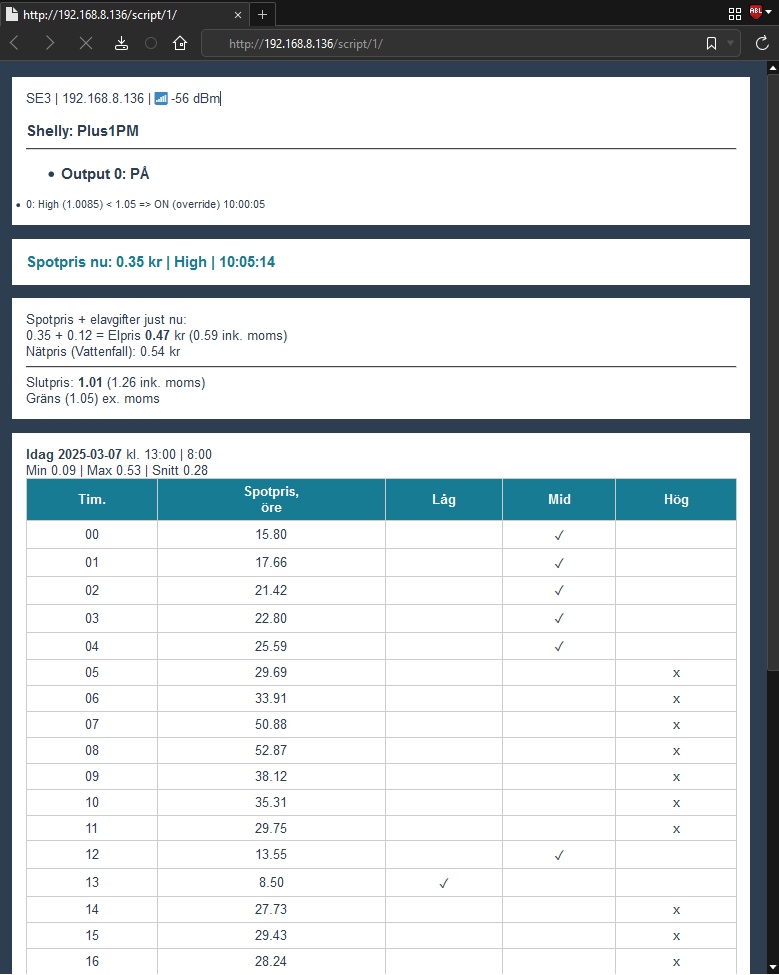 http://192.168.8.136/script/1/
ABL
http://192.168.8.136/script/1/
SE3 | 192.168.8.136 | 📶 -56 dBm
Shelly: Plus1PM
• Output 0: PÅ
• 0: High (1.0085) < 1.05 => ON (override) 10:00:05
Spotpris nu: 0.35 kr | High | 10:05:14
Spotpris + elavgifter just nu:
0.35 + 0.12 = Elpris 0.47 kr (0.59 ink. moms)
Nätpris (Vattenfall): 0.54 kr
Slutpris: 1.01 (1.26 ink. moms)
Gräns (1.05) ex. moms
Idag 2025-03-07 kl. 13:00 | 8:00
Min 0.09 | Max 0.53 | Snitt 0.28
Tim. Spotpris, öre Låg Mid Hög
00 15.80 ✓
01 17.66 ✓
02 21.42 ✓
03 22.80 ✓
04 25.59 ✓
05 29.69 x
06 33.91 x
07 50.88 x
08 52.87 x
09 38.12 x
10 35.31 x
11 29.75 x
12 13.55 ✓
13 8.50 ✓
14 27.73 x
15 29.43 x
16 28.24 x